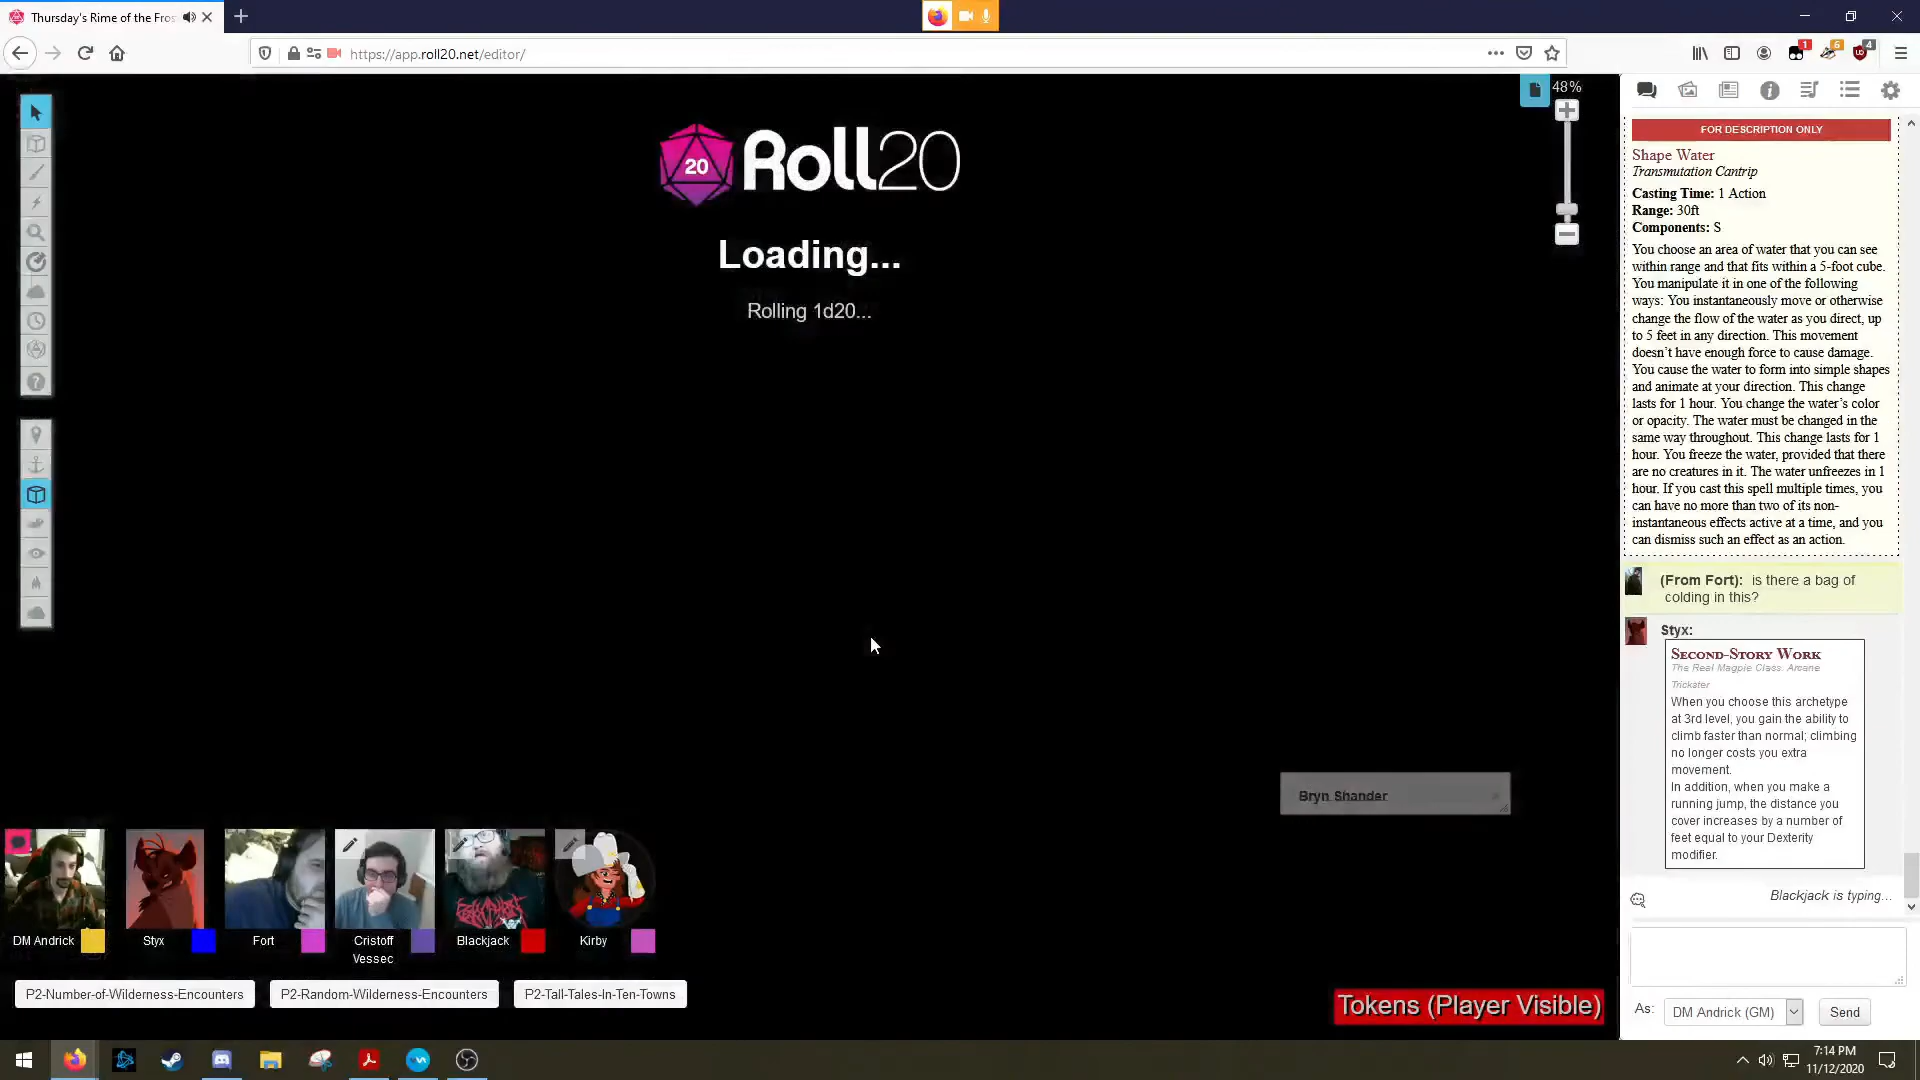 Thursday's Rime of the Fros
https://app.roll20.net/editor/
1
6
4
48%
20
Roll20
Loading...
Rolling 1d20...
Bryn Shander
DM Andrick
Styx
Fort
Cristoff
Vessec
Blackjack
Kirby
P2-Number-of-Wilderness-Encounters
P2-Random-Wilderness-Encounters
P2-Tall-Tales-In-Ten-Towns
Tokens (Player Visible)
FOR DESCRIPTION ONLY
Shape Water
Transmutation Cantrip
Casting Time: 1 Action
Range: 30ft
Components: S
You choose an area of water that you can see
within range and that fits within a 5-foot cube.
You manipulate it in one of the following
ways: You instantaneously move or otherwise
change the flow of the water as you direct, up
to 5 feet in any direction. This movement
doesn't have enough force to cause damage.
You cause the water to form into simple shapes
and animate at your direction. This change
lasts for 1 hour. You change the water's color
or opacity. The water must be changed in the
same way throughout. This change lasts for 1
hour. You freeze the water, provided that there
are no creatures in it. The water unfreezes in 1
hour. If you cast this spell multiple times, you
can have no more than two of its non-
instantaneous effects active at a time, and you
can dismiss such an effect as an action.
(From Fort): is there a bag of
colding in this?
Styx:
Second-Story Work
The Real Magpie Class: Arcane
Trickster
When you choose this archetype
at 3rd level, you gain the ability to
climb faster than normal; climbing
no longer costs you extra
movement.
In addition, when you make a
running jump, the distance you
cover increases by a number of
feet equal to your Dexterity
modifier.
Blackjack is typing...
As:
DM Andrick (GM)
Send
7:14 PM
11/12/2020